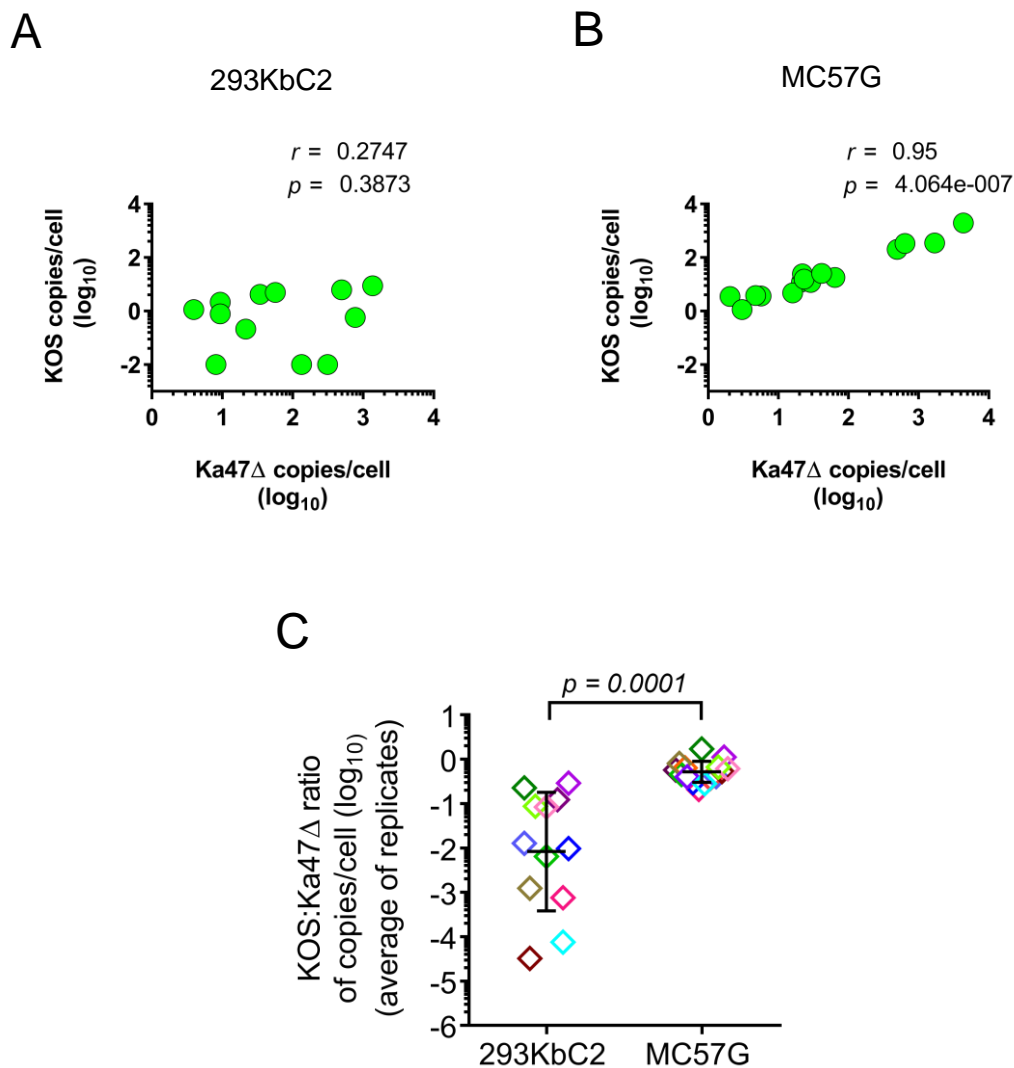 A
293KbC2
r = 0.2747
p = 0.3873
KOS copies/cell
(log10)
4
2
0
-2
0 1 2 3 4
Ka47Δ copies/cell
(log10)
B
MC57G
r = 0.95
p = 4.064e-007
KOS copies/cell
(log10)
4
2
0
-2
0 1 2 3 4
Ka47Δ copies/cell
(log10)
C
p = 0.0001
KOS:Ka47Δ ratio
of copies/cell (log10)
(average of replicates)
1
0
-1
-2
-3
-4
-5
-6
293KbC2 MC57G